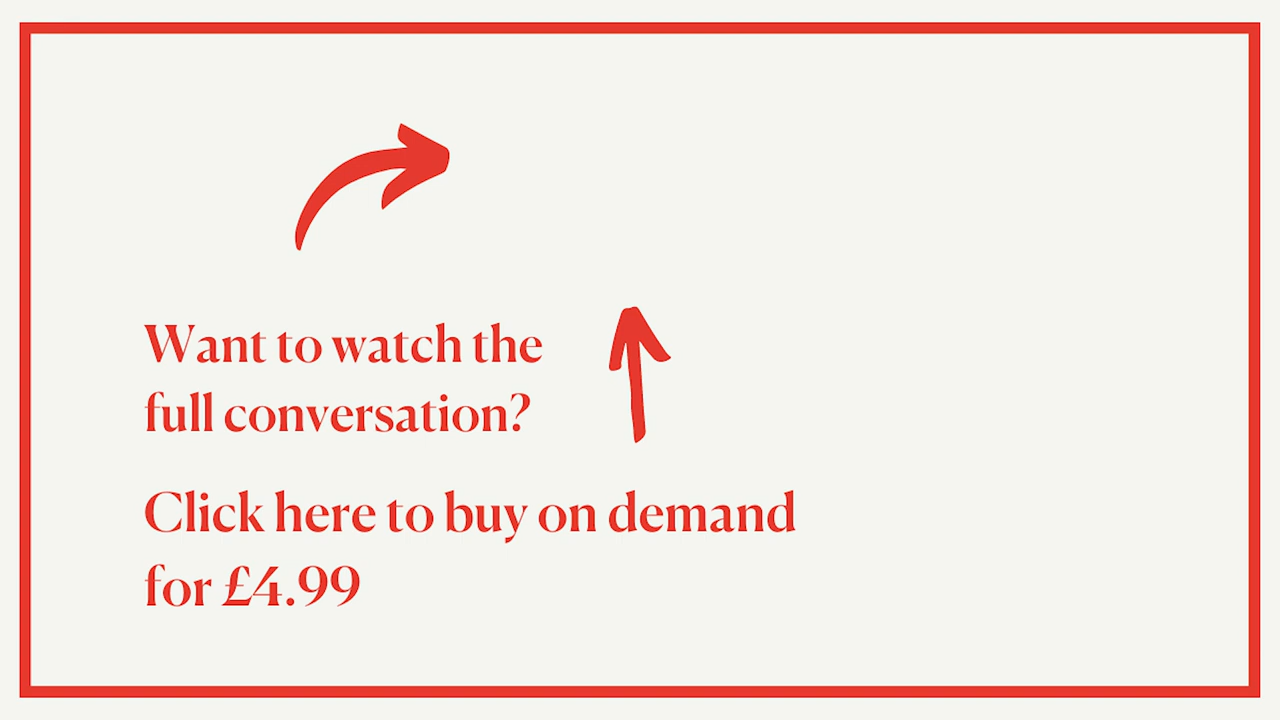 Want to watch the
full conversation?
Click here to buy on demand
for £4.99